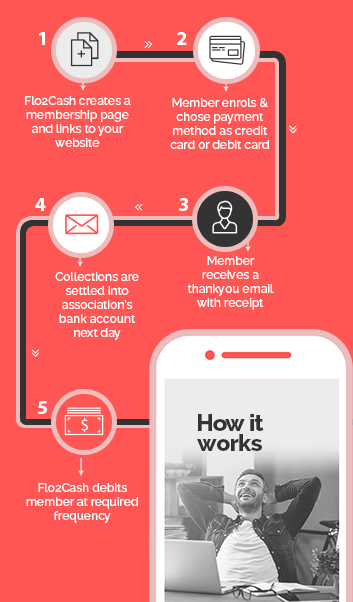 1
Flo2Cash creates a
membership page
and links to your
website
2
Member enrols &
chose payment
method as credit
card or debit card
3
Member
receives a
thankyou email
with receipt
4
Collections are
settled into
association's
bank account
next day
5
Flo2Cash debits
member at required
frequency
$
How it
works